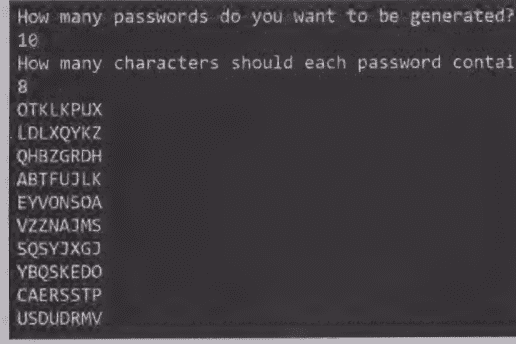 How many passwords do you want to be generated?
10
How many characters should each password contai
8
OTKLKPUX
LDLXQYKZ
QHBZGRDH
ABTFUJLK
EYVONSOA
VZZNAJMS
SQSYJXGJ
YBQSKEDO
CAERSSTP
USDUDRMV